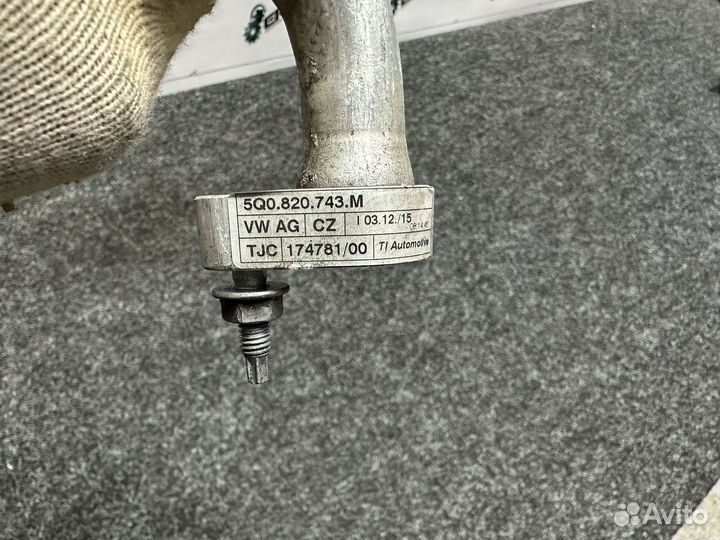 5Q0.820.743.M
VW AG CZ I 03.12./15
TJC 174781/00 TI Automotive
Avito